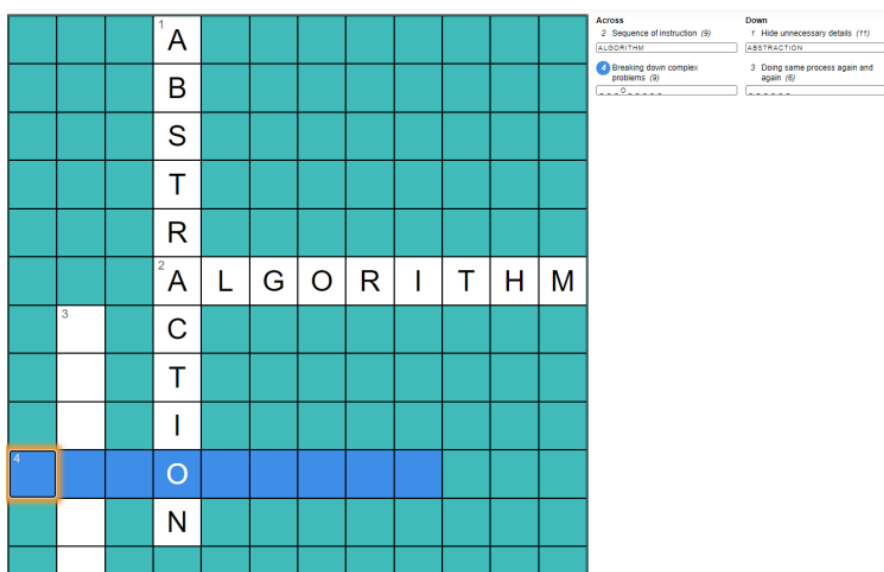 1
A
B
S
T
R
2
A L G O R I T H M
3
C
T
I
4
O
N
Across
2 Sequence of instruction (9)
ALGORITHM
4 Breaking down complex
problems (9)
_ _ _ O _ _ _ _ _
Down
1 Hide unnecessary details (11)
ABSTRACTION
3 Doing same process again and
again (6)
_ _ _ _ _ _